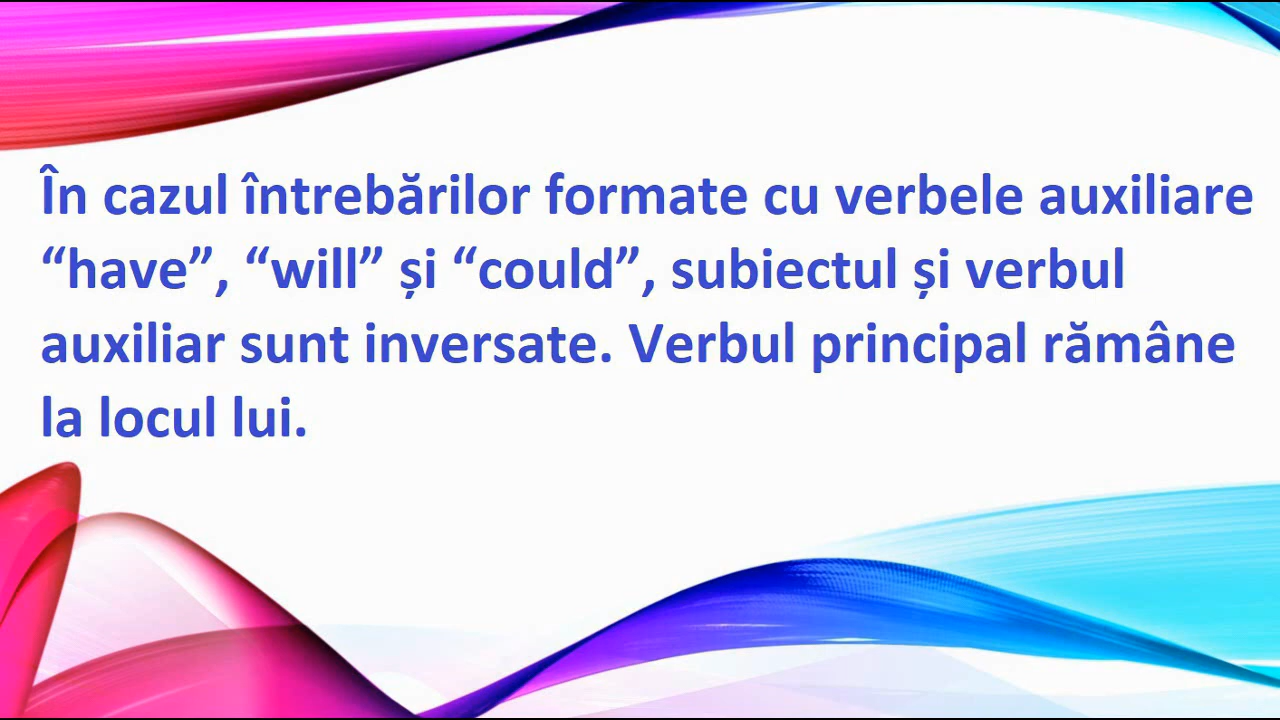 În cazul întrebărilor formate cu verbele auxiliare
“have”, “will” și “could”, subiectul și verbul
auxiliar sunt inversate. Verbul principal rămâne
la locul lui.